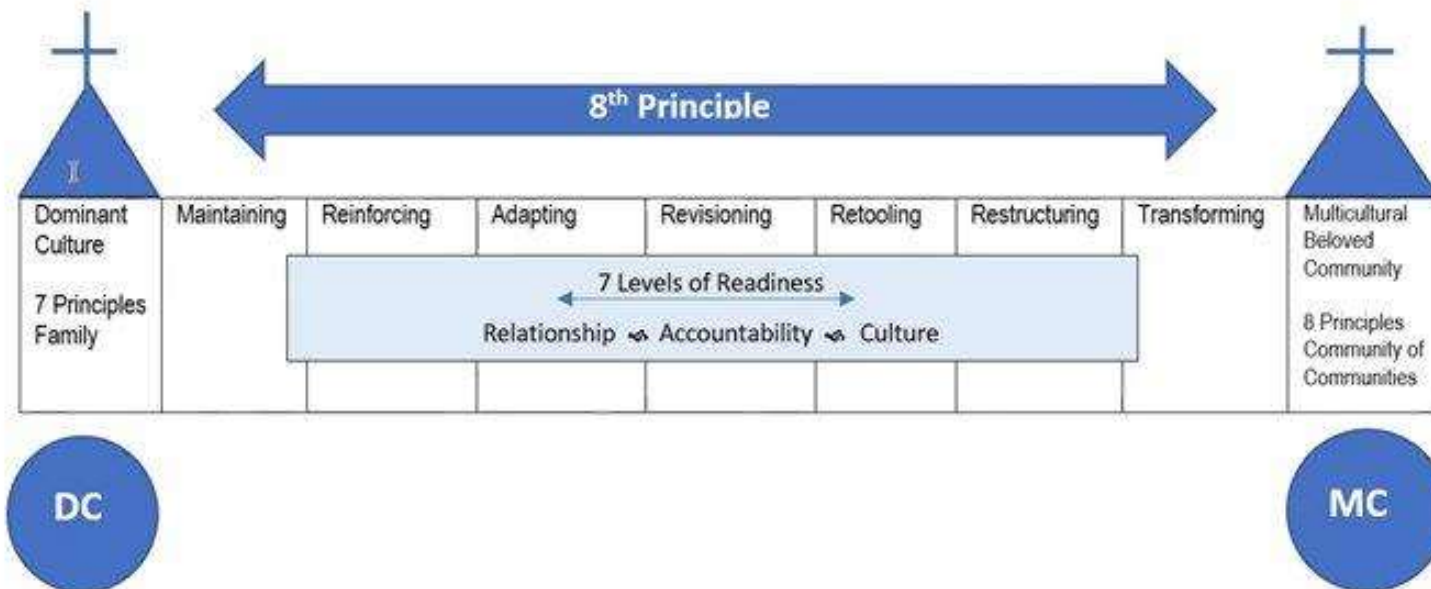 8th Principle
Dominant
Culture
7 Principles
Family
Maintaining
Reinforcing
Adapting
Revisioning
Retooling
Restructuring
Transforming
Multicultural
Beloved
Community
8 Principles
Community of
Communities
7 Levels of Readiness
Relationship Accountability Culture
DC
MC